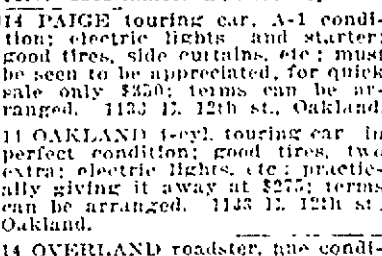 '14 PAIGE touring car, A-1 condi-
tion; electric lights and starter;
good tires, side curtains, etc; must
be seen to be appreciated, for quick
sale only $350; terms can be ar-
ranged. 1133 E. 12th st., Oakland.
OAKLAND 4-cyl. touring car in
perfect condition; good tires, two
extra; electric lights, etc; practic-
ally giving it away at $275; terms
can be arranged. 1133 E. 12th st.,
Oakland.
14 OVERLAND roadster, fine condi-